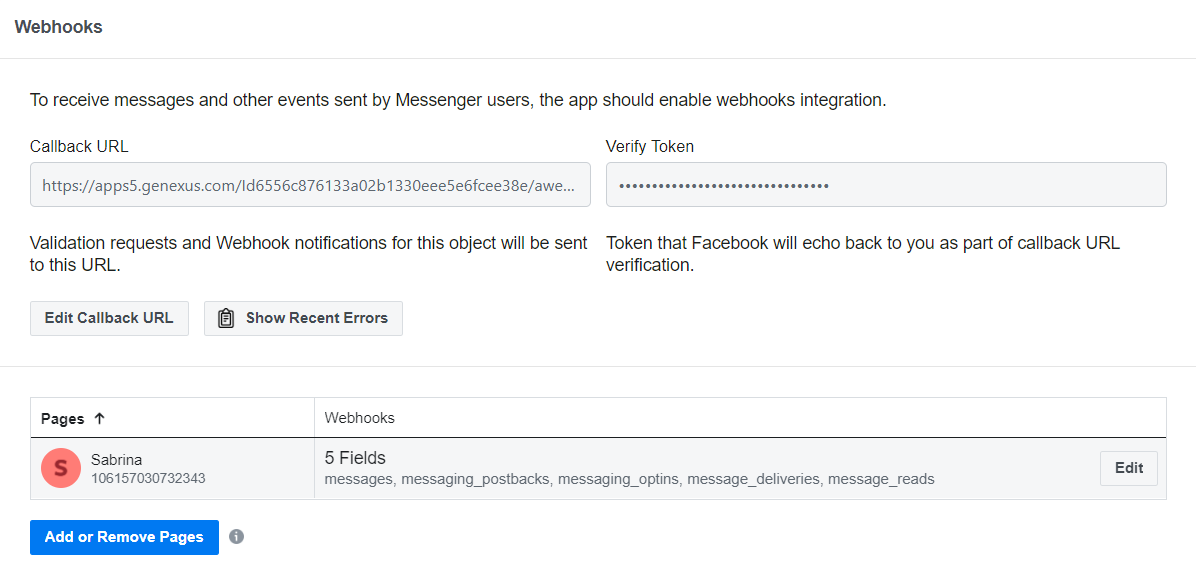 Webhooks
To receive messages and other events sent by Messenger users, the app should enable webhooks integration.
Callback URL
Verify Token
https://apps5.genexus.com/Id6556c876133a02b1330eee5e6fcee38e/awe...
••••••••••••••••••••••••••••••••
Validation requests and Webhook notifications for this object will be sent
to this URL.
Token that Facebook will echo back to you as part of callback URL
verification.
Edit Callback URL
Show Recent Errors
Pages ↑
Webhooks
S
Sabrina
106157030732343
5 Fields
messages, messaging_postbacks, messaging_optins, message_deliveries, message_reads
Edit
Add or Remove Pages
i